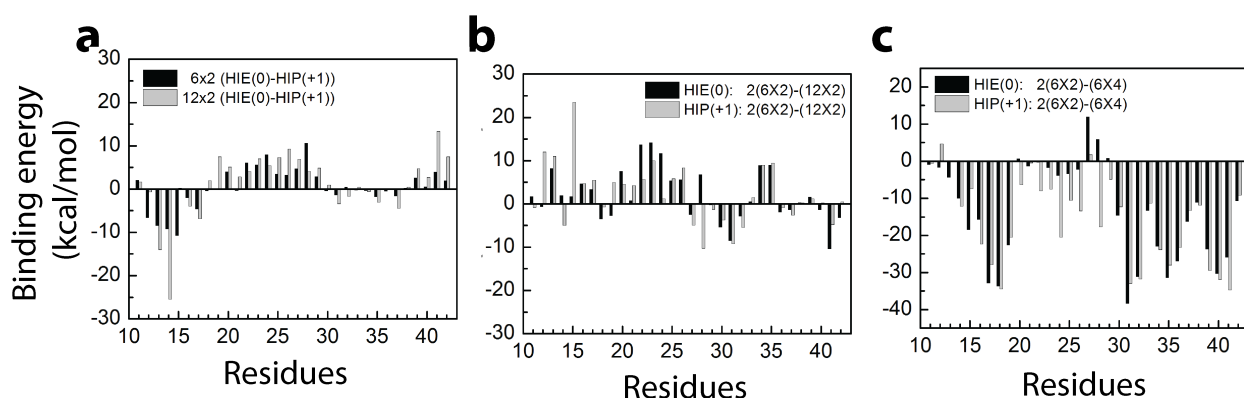 a
Binding energy
(kcal/mol)
30
20
10
0
-10
-20
-30
6x2 (HIE(0)-HIP(+1))
12x2 (HIE(0)-HIP(+1))
10 15 20 25 30 35 40
Residues
b
30
20
10
0
-10
-20
-30
HIE(0): 2(6X2)-(12X2)
HIP(+1): 2(6X2)-(12X2)
10 15 20 25 30 35 40
Residues
c
20
10
0
-10
-20
-30
-40
HIE(0): 2(6X2)-(6X4)
HIP(+1): 2(6X2)-(6X4)
10 15 20 25 30 35 40
Residues